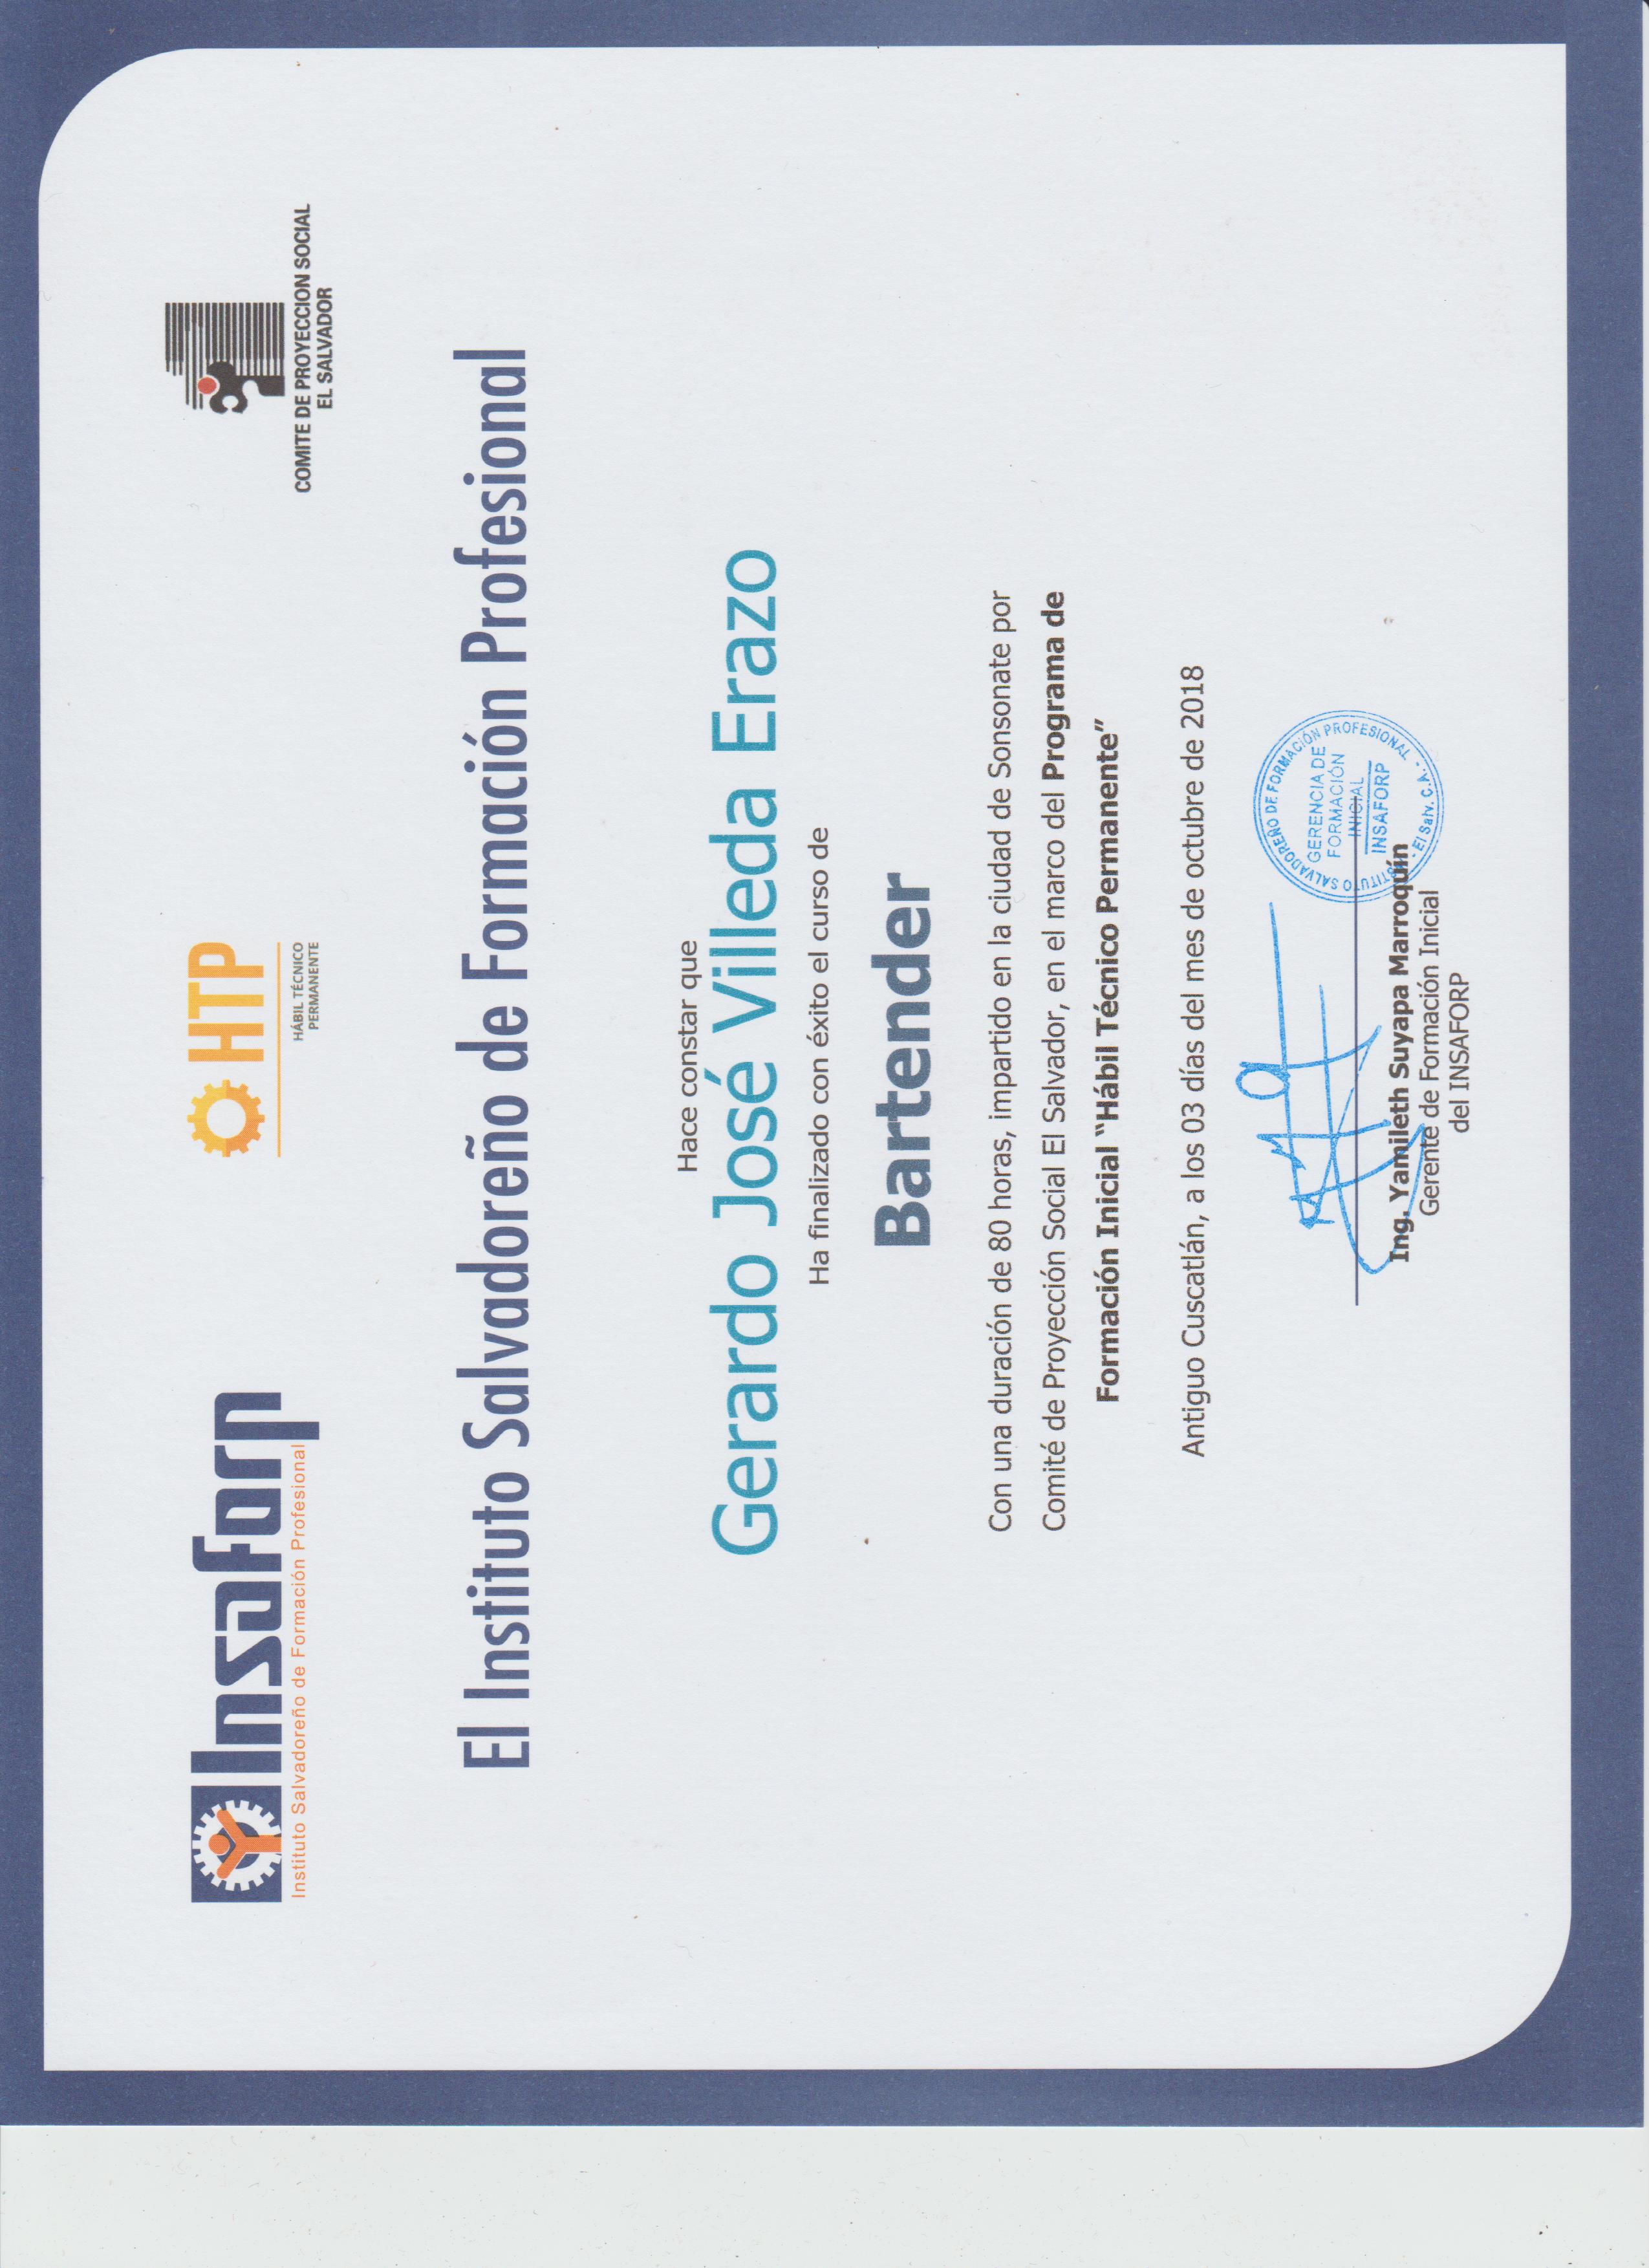 Insaforp
Instituto Salvadoreño de Formación Profesional
HTP
HÁBIL TÉCNICO
PERMANENTE
COMITE DE PROYECCION SOCIAL
EL SALVADOR
El Instituto Salvadoreño de Formación Profesional
Hace constar que
Gerardo José Villeda Erazo
Ha finalizado con éxito el curso de
Bartender
Con una duración de 80 horas, impartido en la ciudad de Sonsonate por
Comité de Proyección Social El Salvador, en el marco del Programa de
Formación Inicial “Hábil Técnico Permanente”
Antiguo Cuscatlán, a los 03 días del mes de octubre de 2018
INSTITUTO SALVADOREÑO DE FORMACIÓN PROFESIONAL
GERENCIA DE
FORMACIÓN
INICIAL
INSAFORP
- El Salv. C.A. -
Ing. Yamileth Suyapa Marroquín
Gerente de Formación Inicial
del INSAFORP